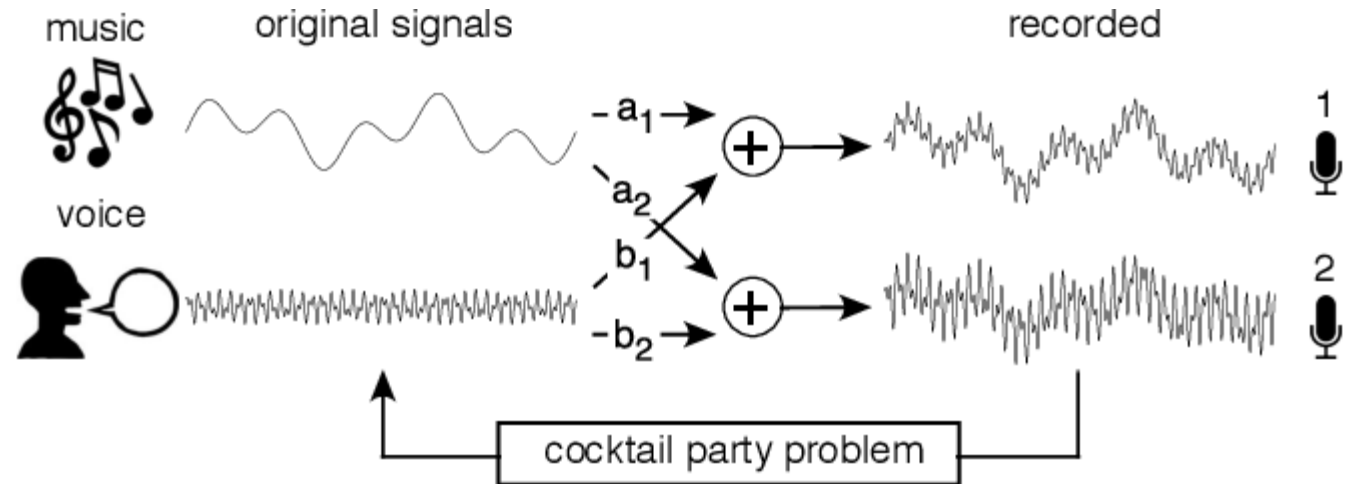 music
original signals
recorded
a1
1
a2
voice
b1
2
b2
cocktail party problem